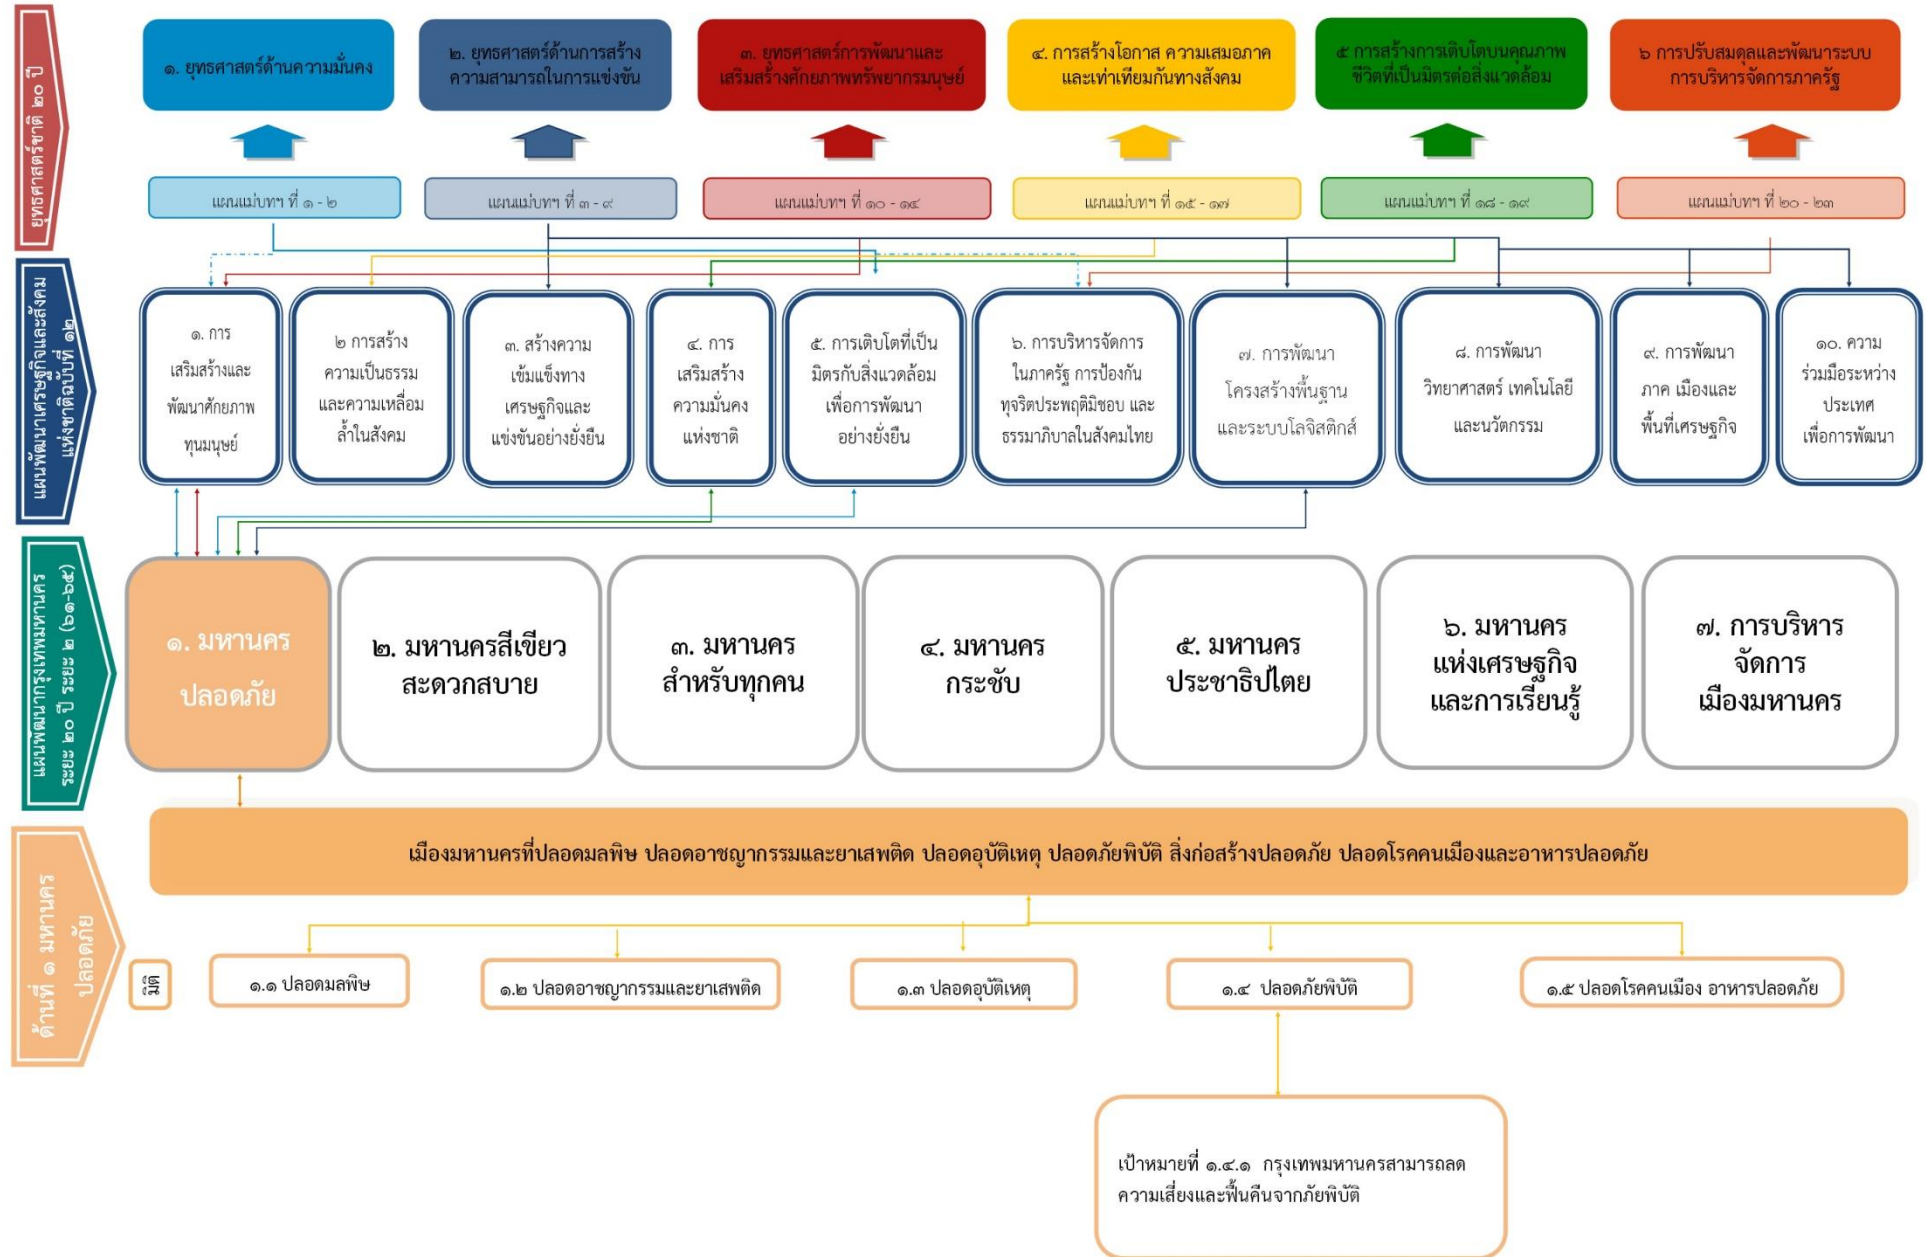 ยุทธศาสตร์ชาติ ๒๐ ปี
๑. ยุทธศาสตร์ด้านความมั่นคง
๒. ยุทธศาสตร์ด้านการสร้าง
ความสามารถในการแข่งขัน
๓. ยุทธศาสตร์การพัฒนาและ
เสริมสร้างศักยภาพทรัพยากรมนุษย์
๔. การสร้างโอกาส ความเสมอภาค
และเท่าเทียมกันทางสังคม
๕ การสร้างการเติบโตบนคุณภาพ
ชีวิตที่เป็นมิตรต่อสิ่งแวดล้อม
๖ การปรับสมดุลและพัฒนาระบบ
การบริหารจัดการภาครัฐ
แผนแม่บทฯ ที่ ๑ - ๒
แผนแม่บทฯ ที่ ๓ - ๙
แผนแม่บทฯ ที่ ๑๐ - ๑๔
แผนแม่บทฯ ที่ ๑๕ - ๑๗
แผนแม่บทฯ ที่ ๑๘ - ๑๙
แผนแม่บทฯ ที่ ๒๐ - ๒๓
แผนพัฒนาเศรษฐกิจและสังคม
แห่งชาติฉบับที่ ๑๒
๑. การ
เสริมสร้างและ
พัฒนาศักยภาพ
ทุนมนุษย์
๒ การสร้าง
ความเป็นธรรม
และความเหลื่อม
ล้ำในสังคม
๓. สร้างความ
เข้มแข็งทาง
เศรษฐกิจและ
แข่งขันอย่างยั่งยืน
๔. การ
เสริมสร้าง
ความมั่นคง
แห่งชาติ
๕. การเติบโตที่เป็น
มิตรกับสิ่งแวดล้อม
เพื่อการพัฒนา
อย่างยั่งยืน
๖. การบริหารจัดการ
ในภาครัฐ การป้องกัน
ทุจริตประพฤติมิชอบ และ
ธรรมาภิบาลในสังคมไทย
๗. การพัฒนา
โครงสร้างพื้นฐาน
และระบบโลจิสติกส์
๘. การพัฒนา
วิทยาศาสตร์ เทคโนโลยี
และนวัตกรรม
๙. การพัฒนา
ภาค เมืองและ
พื้นที่เศรษฐกิจ
๑๐. ความ
ร่วมมือระหว่าง
ประเทศ
เพื่อการพัฒนา
แผนพัฒนากรุงเทพมหานคร
ระยะ ๒๐ ปี ระยะ ๒ (๖๑-๖๕)
๑. มหานคร
ปลอดภัย
๒. มหานครสีเขียว
สะดวกสบาย
๓. มหานคร
สำหรับทุกคน
๔. มหานคร
กระชับ
๕. มหานคร
ประชาธิปไตย
๖. มหานคร
แห่งเศรษฐกิจ
และการเรียนรู้
๗. การบริหาร
จัดการ
เมืองมหานคร
ด้านที่ ๑ มหานคร
ปลอดภัย
เมืองมหานครที่ปลอดมลพิษ ปลอดอาชญากรรมและยาเสพติด ปลอดอุบัติเหตุ ปลอดภัยพิบัติ สิ่งก่อสร้างปลอดภัย ปลอดโรคคนเมืองและอาหารปลอดภัย
มิติ
๑.๑ ปลอดมลพิษ
๑.๒ ปลอดอาชญากรรมและยาเสพติด
๑.๓ ปลอดอุบัติเหตุ
๑.๔ ปลอดภัยพิบัติ
๑.๕ ปลอดโรคคนเมือง อาหารปลอดภัย
เป้าหมายที่ ๑.๔.๑ กรุงเทพมหานครสามารถลด
ความเสี่ยงและฟื้นคืนจากภัยพิบัติ